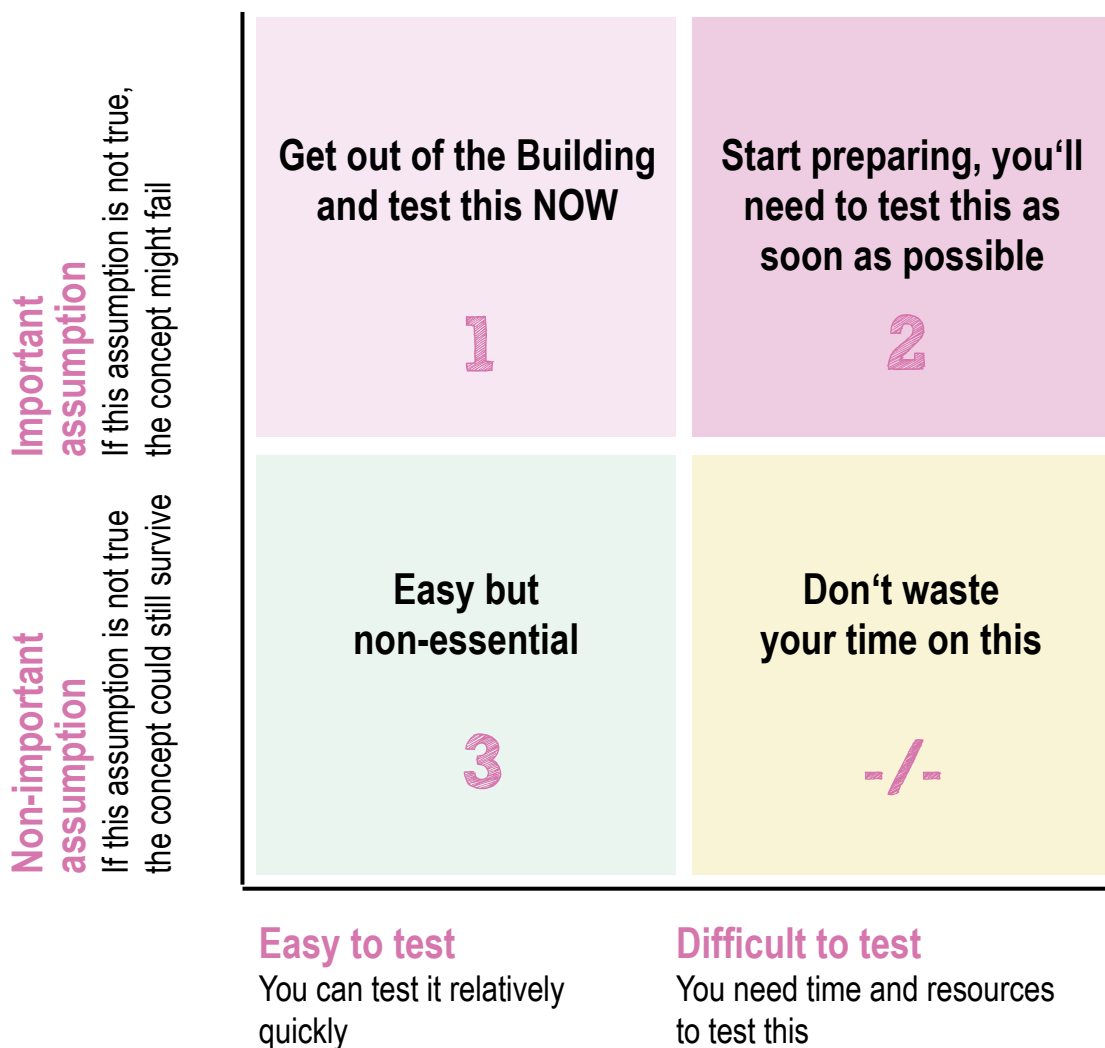 Important
assumption
If this assumption is not true,
the concept might fail
Get out of the Building
and test this NOW
1
Start preparing, you‘ll
need to test this as
soon as possible
2
Non-important
assumption
If this assumption is not true
the concept could still survive
Easy but
non-essential
3
Don‘t waste
your time on this
-/-
Easy to test
You can test it relatively
quickly
Difficult to test
You need time and resources
to test this